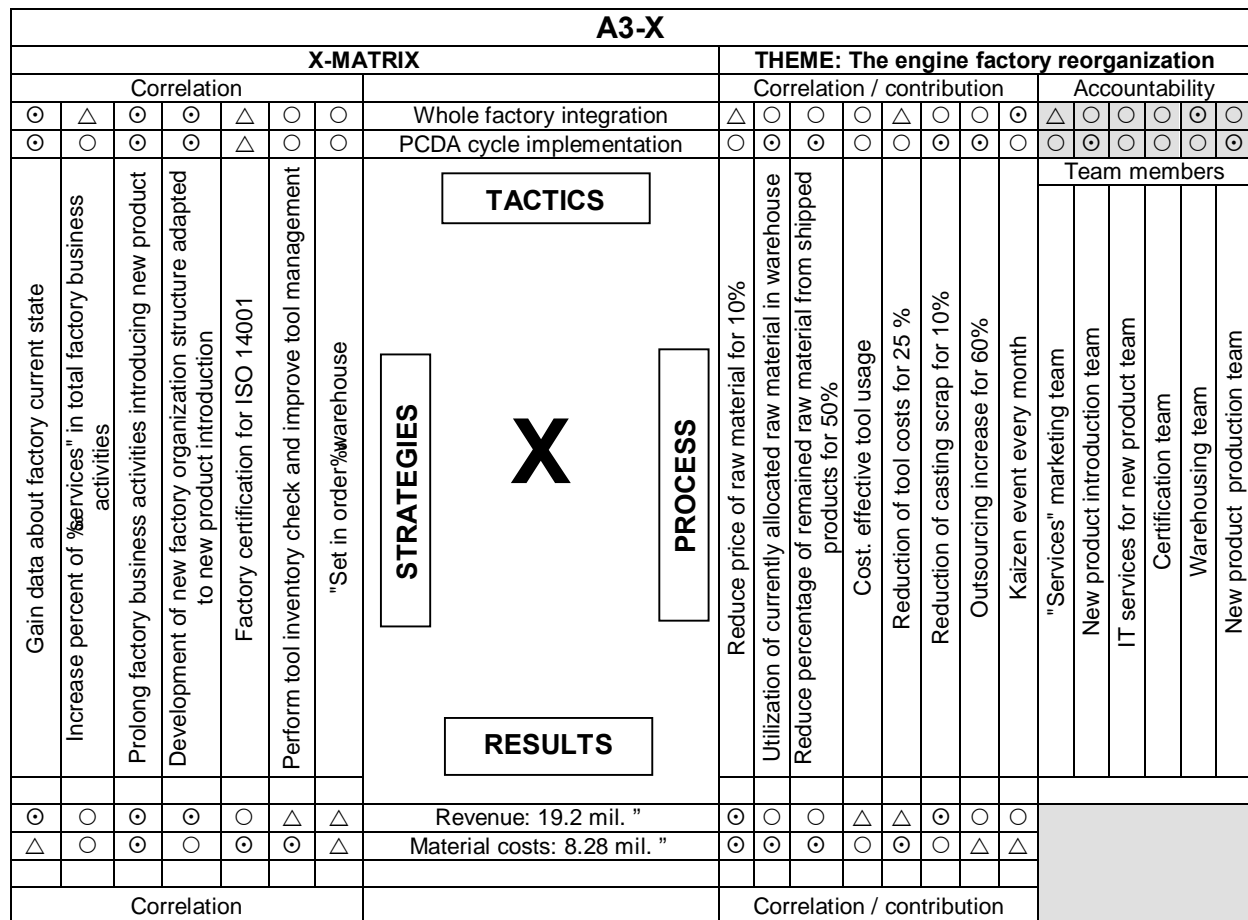 A3-X
X-MATRIX
THEME: The engine factory reorganization
Correlation
Correlation / contribution
Accountability
⊙ △ ⊙ ⊙ △ ○ ○ Whole factory integration △ ○ ○ ○ △ ○ ○ ⊙ △ ○ ○ ○ ⊙ ○
⊙ ○ ⊙ ⊙ △ ○ ○ PCDA cycle implementation ○ ⊙ ⊙ ○ ○ ⊙ ⊙ ○ ○ ⊙ ○ ○ ○ ⊙
Team members
Gain data about factory current state
Increase percent of ‰services" in total factory business
activities
Prolong factory business activities introducing new product
Development of new factory organization structure adapted
to new product introduction
Factory certification for ISO 14001
Perform tool inventory check and improve tool management
"Set in order‰ warehouse
TACTICS
STRATEGIES
X
PROCESS
RESULTS
Reduce price of raw material for 10%
Utilization of currently allocated raw material in warehouse
Reduce percentage of remained raw material from shipped
products for 50%
Cost. effective tool usage
Reduction of tool costs for 25 %
Reduction of casting scrap for 10%
Outsourcing increase for 60%
Kaizen event every month
"Services" marketing team
New product introduction team
IT services for new product team
Certification team
Warehousing team
New product production team
⊙ ○ ⊙ ⊙ ○ △ △ Revenue: 19.2 mil. ” ⊙ ○ ○ △ △ ⊙ ○ ○
△ ○ ⊙ ○ ⊙ ⊙ △ Material costs: 8.28 mil. ” ⊙ ⊙ ⊙ ○ ⊙ ○ △ △
Correlation
Correlation / contribution